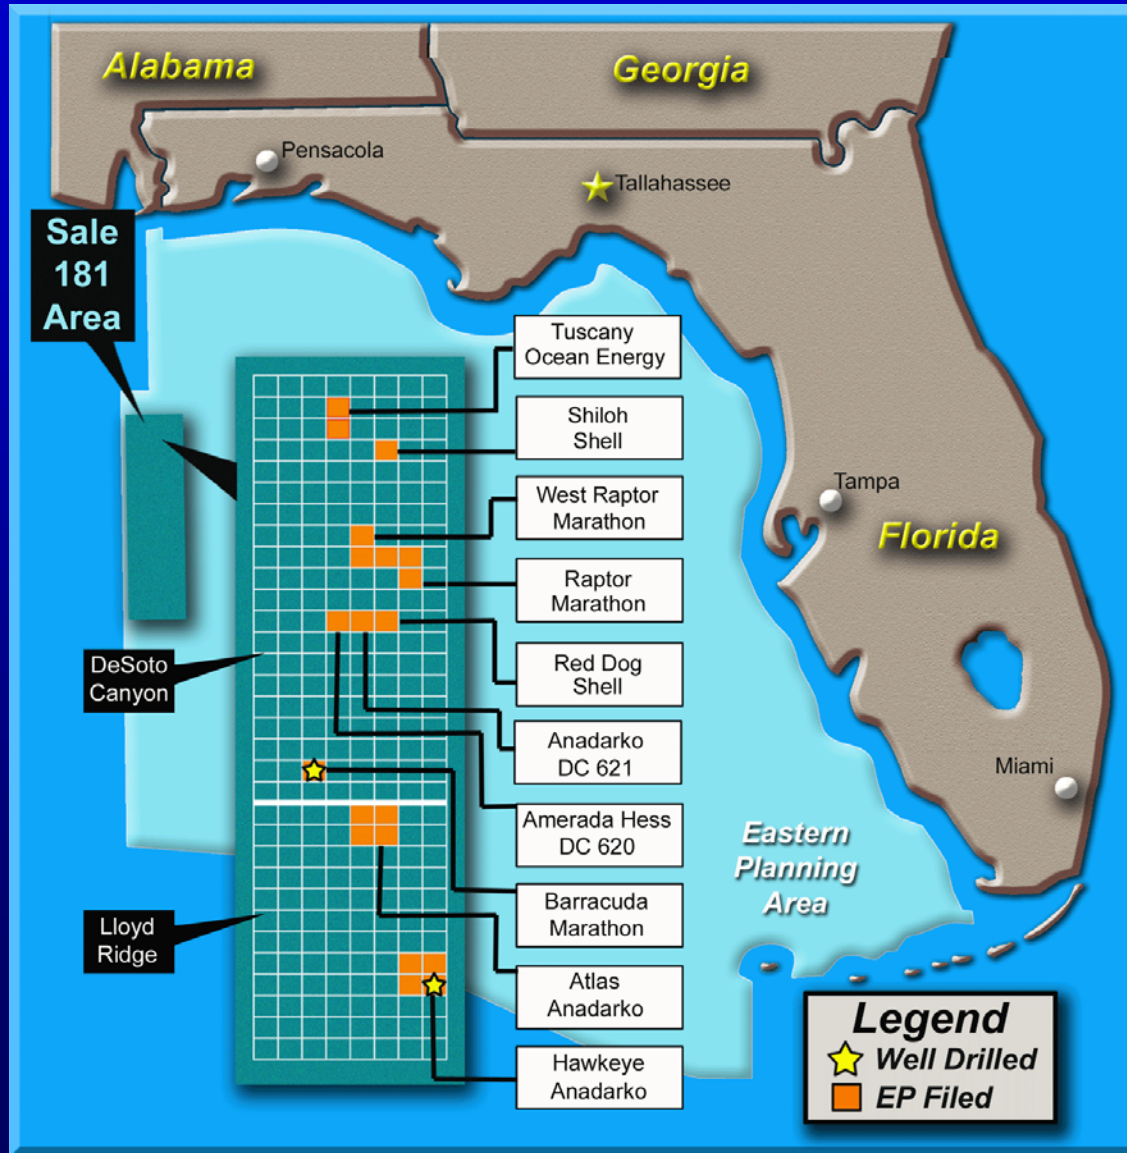 Alabama
Georgia
Pensacola
Tallahassee
Sale
181
Area
Tuscany
Ocean Energy
Shiloh
Shell
West Raptor
Marathon
Tampa
Florida
Raptor
Marathon
DeSoto
Canyon
Red Dog
Shell
Anadarko
DC 621
Miami
Amerada Hess
DC 620
Eastern
Planning
Area
Barracuda
Marathon
Lloyd
Ridge
Atlas
Anadarko
Hawkeye
Anadarko
Legend
Well Drilled
EP Filed